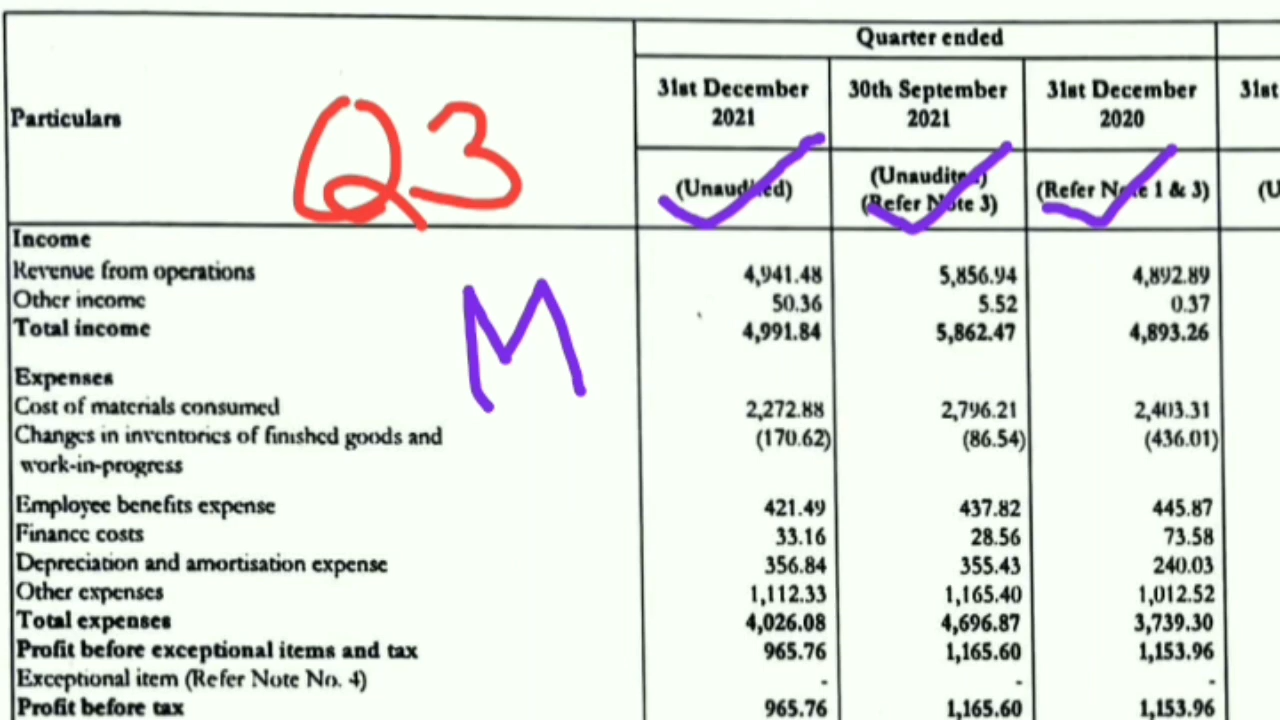 Quarter ended
Particulars 31st December 2021 30th September 2021 31st December 2020 31st
(Unaudited) (Unaudited) (Refer Note 3) (Refer Note 1 & 3) (U
Q3
Income
Revenue from operations 4,941.48 5,856.94 4,892.89
Other income 50.36 5.52 0.37
Total income 4,991.84 5,862.47 4,893.26
M
Expenses
Cost of materials consumed 2,272.88 2,796.21 2,403.31
Changes in inventories of finished goods and (170.62) (86.54) (436.01)
work-in-progress
Employee benefits expense 421.49 437.82 445.87
Finance costs 33.16 28.56 73.58
Depreciation and amortisation expense 356.84 355.43 240.03
Other expenses 1,112.33 1,165.40 1,012.52
Total expenses 4,026.08 4,696.87 3,739.30
Profit before exceptional items and tax 965.76 1,165.60 1,153.96
Exceptional item (Refer Note No. 4) - - -
Profit before tax 965.76 1,165.60 1,153.96